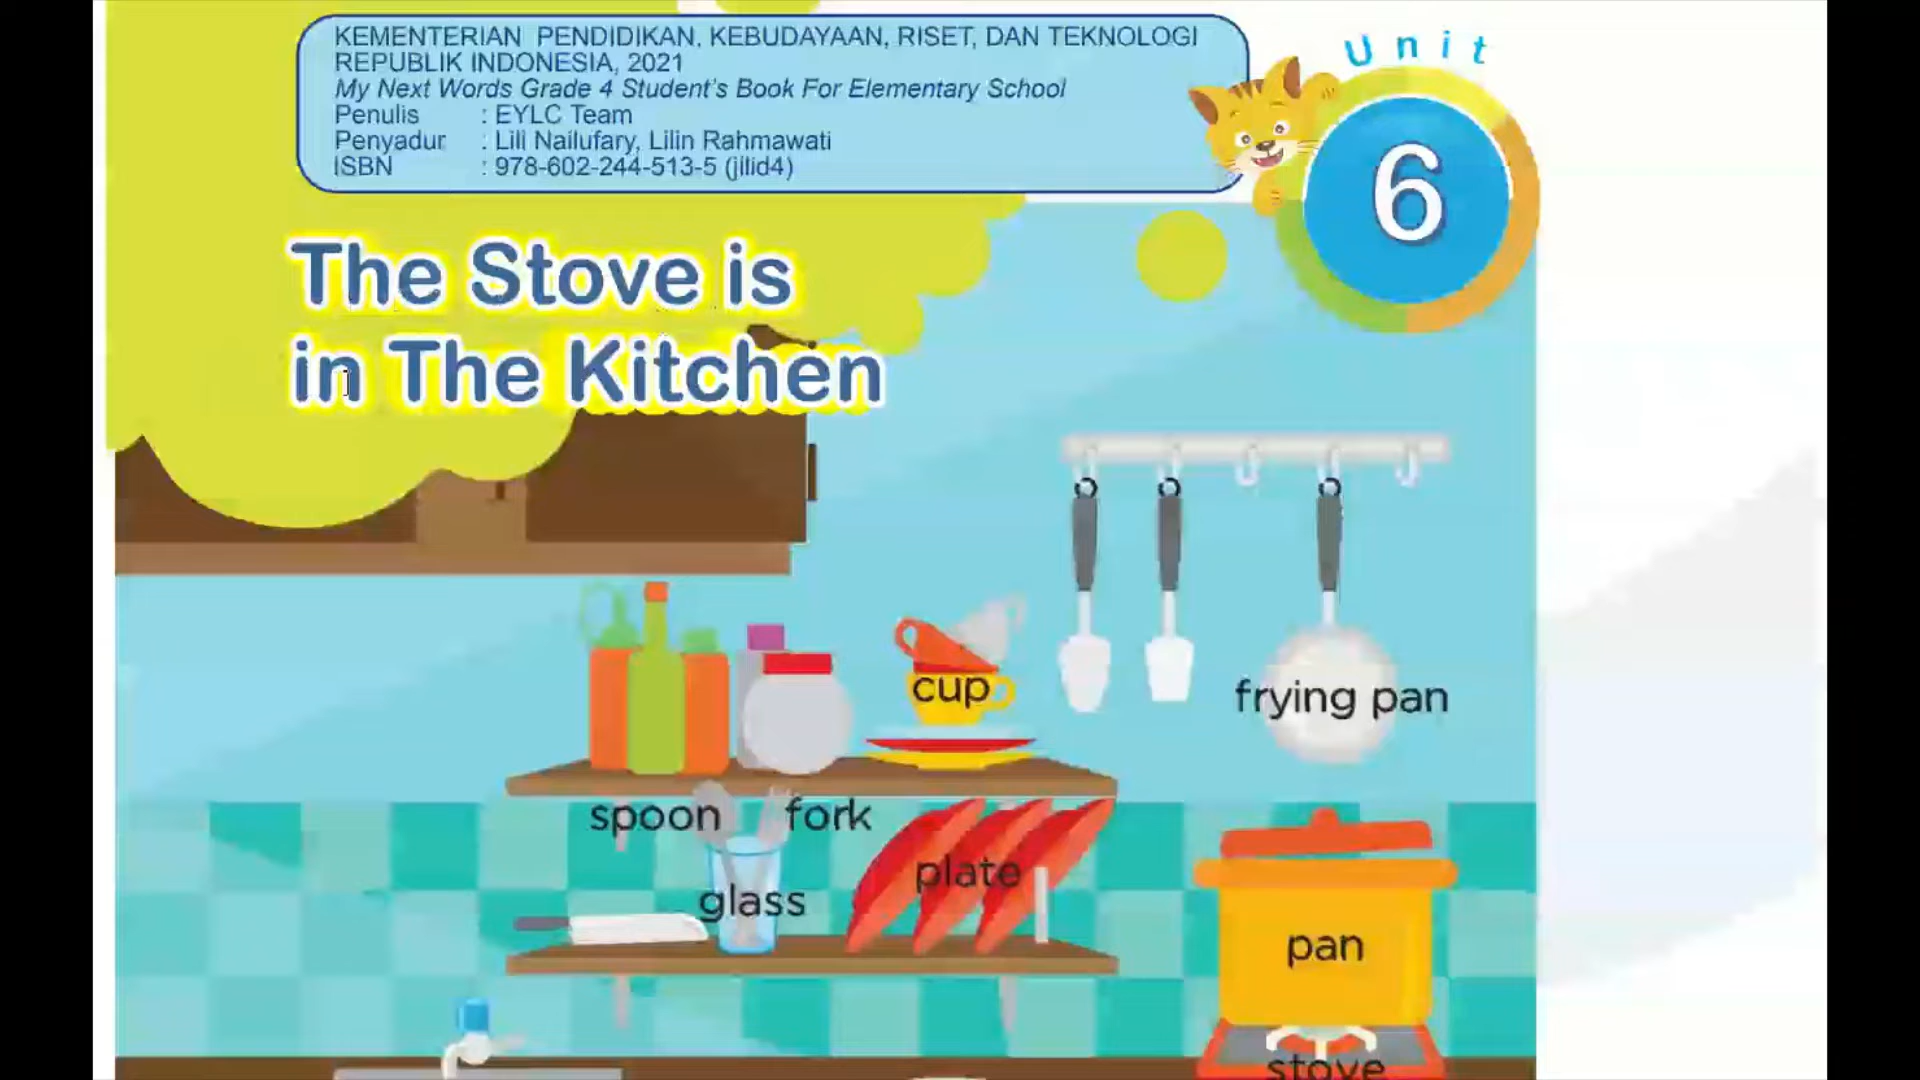 KEMENTERIAN PENDIDIKAN, KEBUDAYAAN, RISET, DAN TEKNOLOGI
REPUBLIK INDONESIA, 2021
My Next Words Grade 4 Student's Book For Elementary School
Penulis : EYLC Team
Penyadur : Lili Nailufary, Lilin Rahmawati
ISBN : 978-602-244-513-5 (jilid4)
Unit
6
The Stove is
in The Kitchen
cup
frying pan
spoon fork
plate
glass
pan
stove